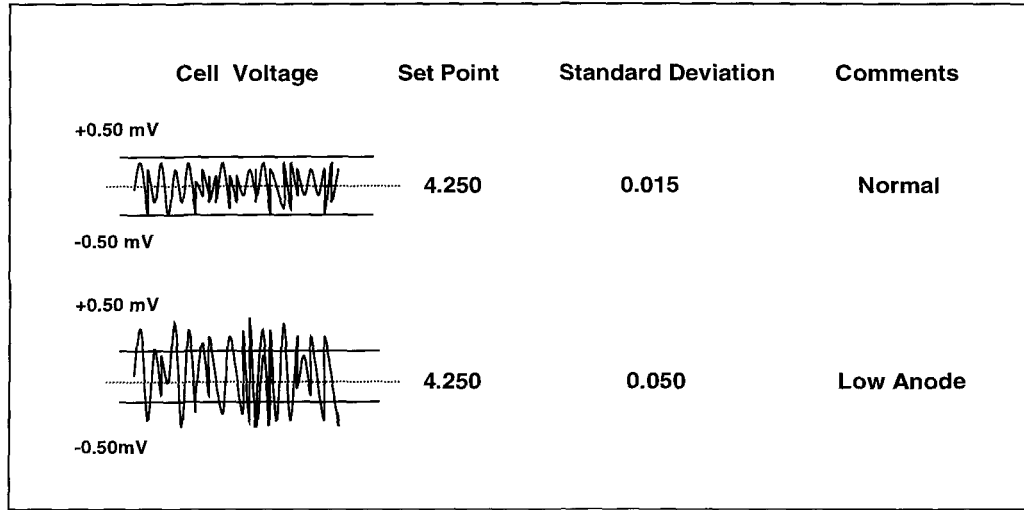 Cell Voltage Set Point Standard Deviation Comments
+0.50 mV
4.250 0.015 Normal
-0.50 mV
+0.50 mV
4.250 0.050 Low Anode
-0.50mV